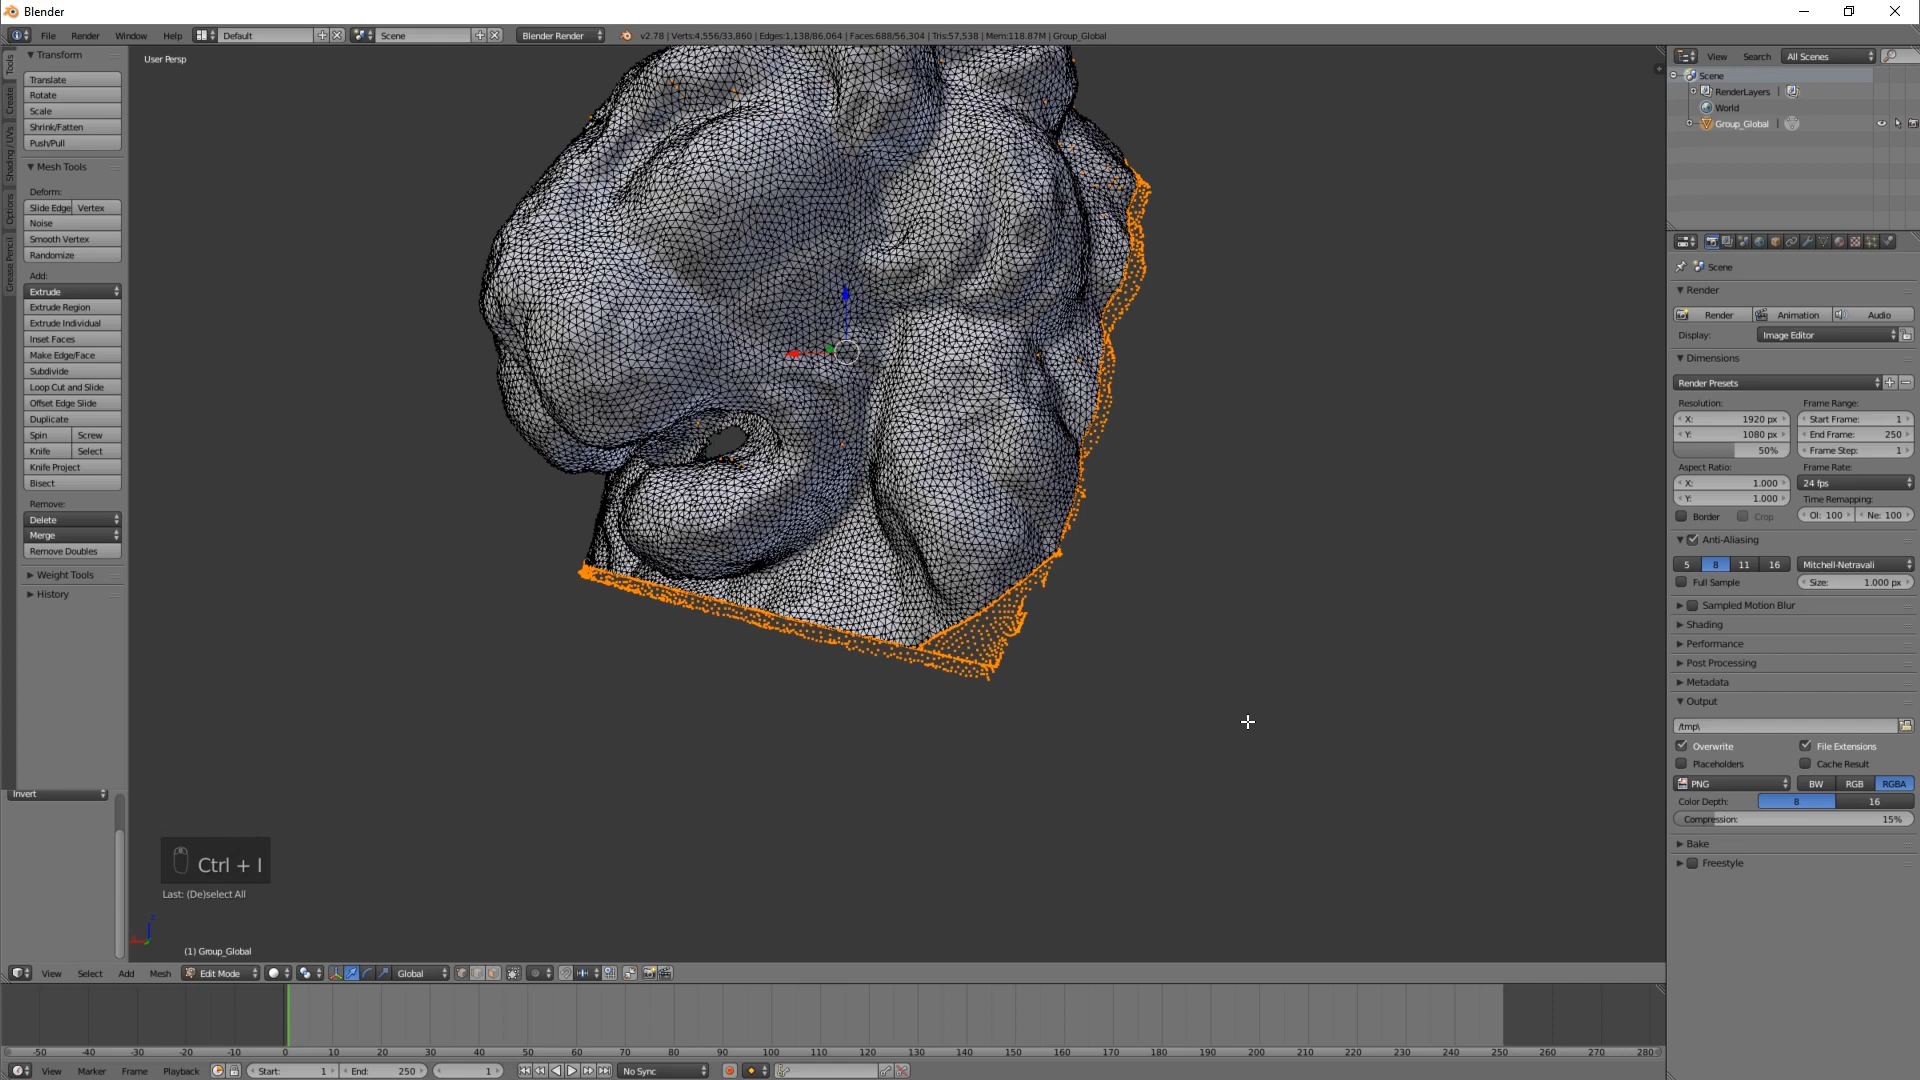 Blender
File Render Window Help Default Scene Blender Render v2.78 | Verts:4,556/33,860 | Edges:1,138/86,064 | Faces:688/56,304 | Tris:57,538 | Mem:118.87M | Group_Global
Tools
Create
Shading / UVs
Options
Grease Pencil
Transform
Translate
Rotate
Scale
Shrink/Fatten
Push/Pull
Mesh Tools
Deform:
Slide Edge Vertex
Noise
Smooth Vertex
Randomize
Add:
Extrude
Extrude Region
Extrude Individual
Inset Faces
Make Edge/Face
Subdivide
Loop Cut and Slide
Offset Edge Slide
Duplicate
Spin Screw
Knife Select
Knife Project
Bisect
Remove:
Delete
Merge
Remove Doubles
Weight Tools
History
Invert
User Persp
Ctrl + I
Last: (De)select All
(1) Group_Global
View Select Add Mesh Edit Mode Global
-50 -40 -30 -20 -10 0 10 20 30 40 50 60 70 80 90 100 110 120 130 140 150 160 170 180 190 200 210 220 230 240 250 260 270 280
View Marker Frame Playback Start: 1 End: 250 1 No Sync
View Search All Scenes
Scene
RenderLayers |
World
Group_Global |
Scene
Render
Render Animation Audio
Display: Image Editor
Dimensions
Render Presets
Resolution: Frame Range:
X: 1920 px Start Frame: 1
Y: 1080 px End Frame: 250
50% Frame Step: 1
Aspect Ratio: Frame Rate:
X: 1.000 24 fps
Y: 1.000 Time Remapping:
Border Crop Ol: 100 Ne: 100
Anti-Aliasing
5 8 11 16 Mitchell-Netravali
Full Sample Size: 1.000 px
Sampled Motion Blur
Shading
Performance
Post Processing
Metadata
Output
/tmp\
Overwrite File Extensions
Placeholders Cache Result
PNG BW RGB RGBA
Color Depth: 8 16
Compression: 15%
Bake
Freestyle